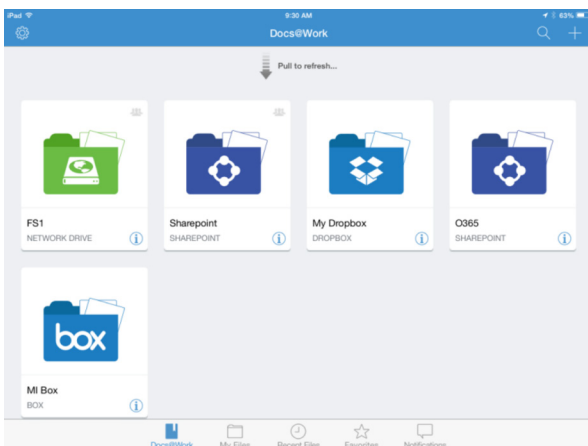 iPad 9:30 AM 63%
Docs@Work
Pull to refresh...
FS1
NETWORK DRIVE
Sharepoint
SHAREPOINT
My Dropbox
DROPBOX
O365
SHAREPOINT
box
MI Box
BOX
Docs@Work My Files Recent Files Favorites Notifications